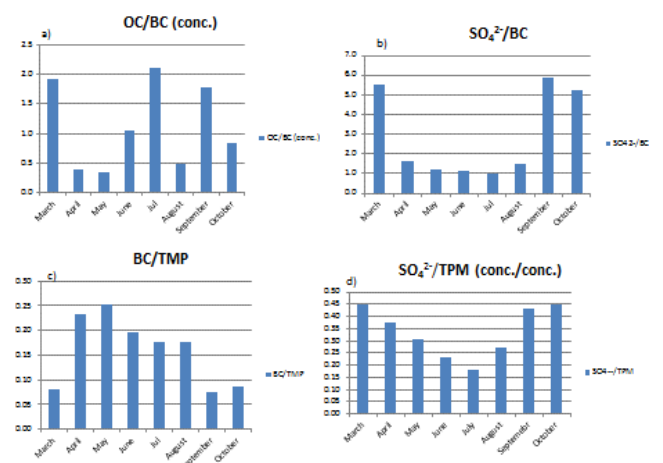 OC/BC (conc.)
a)
2.5
2.0
1.5
1.0
0.5
0.0
March
April
May
June
Jul
August
September
October
OC/BC (conc.)
SO₄²⁻/BC
b)
7.0
6.0
5.0
4.0
3.0
2.0
1.0
0.0
March
April
May
June
Jul
August
September
October
SO4 2-/BC
BC/TMP
c)
0.30
0.25
0.20
0.15
0.10
0.05
0.00
March
April
May
June
Jul
August
September
October
BC/TMP
SO₄²⁻/TPM (conc./conc.)
d)
0.50
0.45
0.40
0.35
0.30
0.25
0.20
0.15
0.10
0.05
0.00
March
April
May
June
July
August
October